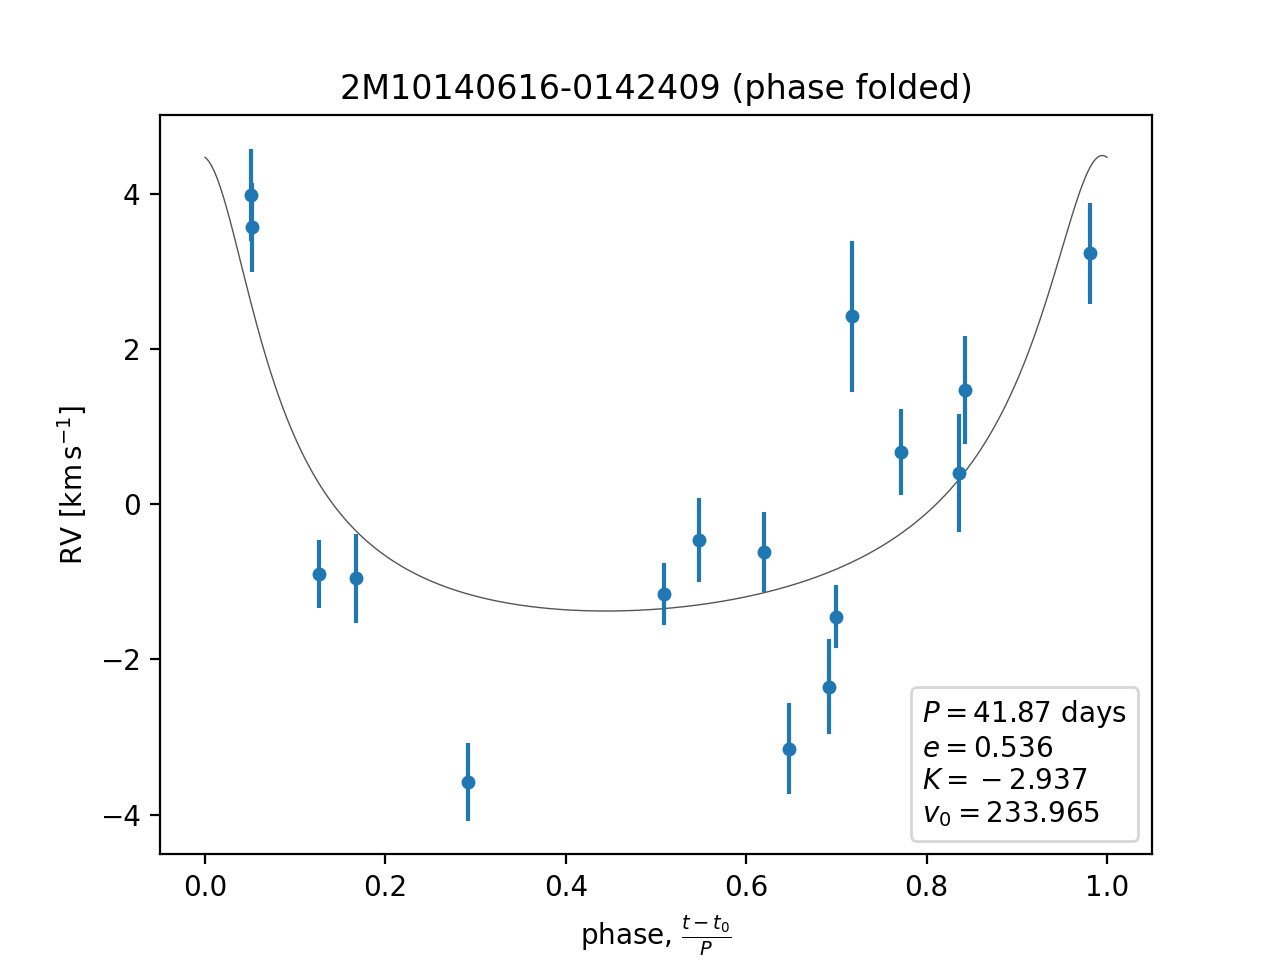 2M10140616-0142409 (phase folded)
RV [km s⁻¹]
4
2
0
−2
−4
P = 41.87 days
e = 0.536
K = −2.937
v₀ = 233.965
0.0 0.2 0.4 0.6 0.8 1.0
phase, (t − t₀)/P